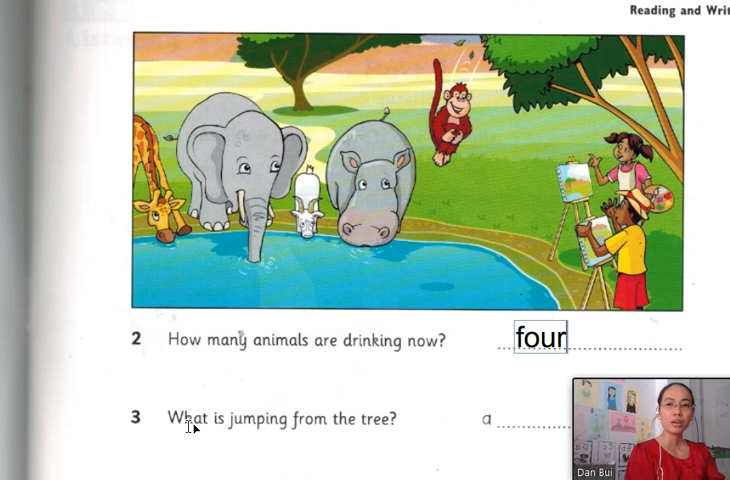 Reading and Writ
2 How many animals are drinking now? four
3 What is jumping from the tree? a
Dan Bui